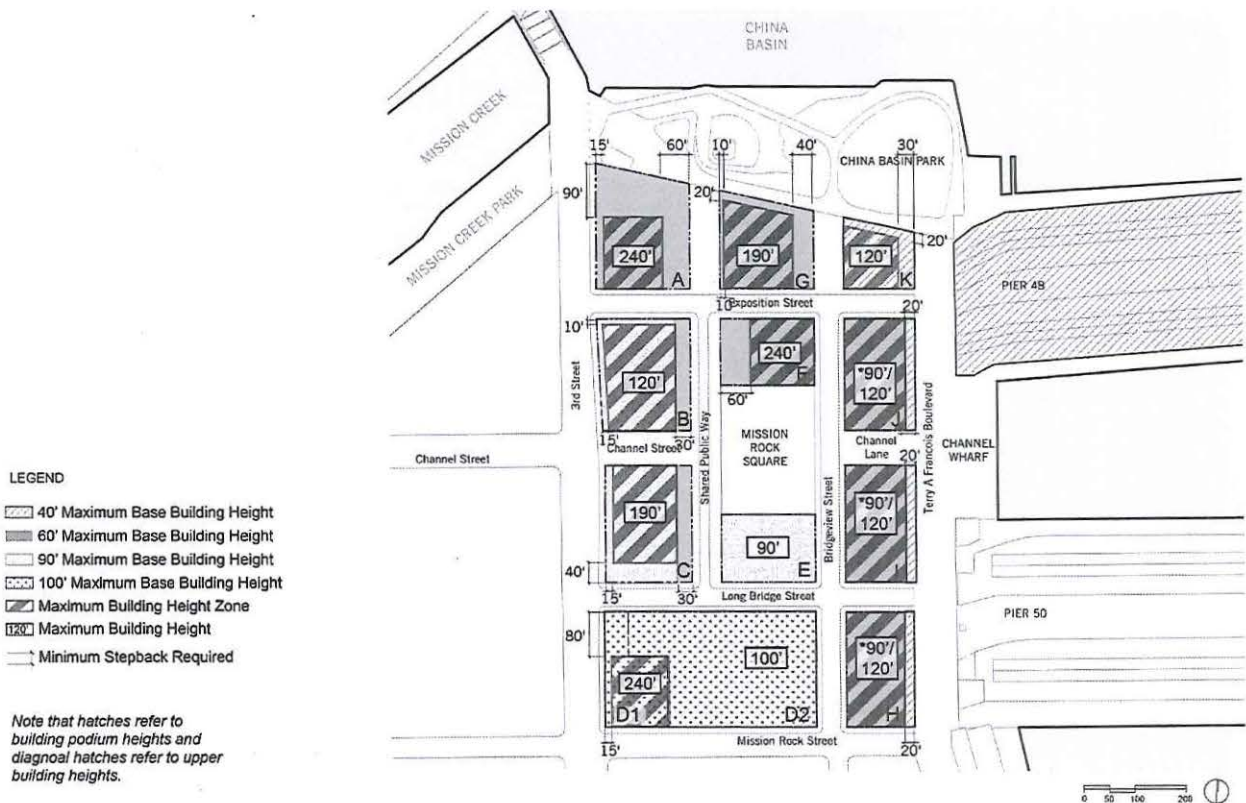 CHINA
BASIN
MISSION CREEK
MISSION CREEK PARK
15'
60'
10'
40'
30'
CHINA BASIN PARK
90'
20'
20'
240'
A
190'
G
120'
K
PIER 48
10'
Exposition Street
20'
10'
3rd Street
120'
B
15'
30'
Channel Street
Shared Public Way
240'
F
60'
MISSION
ROCK
SQUARE
*90'/
120'
J
Channel
Lane
20'
Terry A Francois Boulevard
CHANNEL
WHARF
Channel Street
190'
C
40'
15'
30'
90'
E
Bridgeview Street
*90'/
120'
I
Long Bridge Street
80'
100'
240'
D1
D2
15'
Mission Rock Street
*90'/
120'
H
20'
PIER 50
LEGEND
40' Maximum Base Building Height
60' Maximum Base Building Height
90' Maximum Base Building Height
100' Maximum Base Building Height
Maximum Building Height Zone
120' Maximum Building Height
Minimum Stepback Required
Note that hatches refer to
building podium heights and
diagnoal hatches refer to upper
building heights.
0 50 100 200